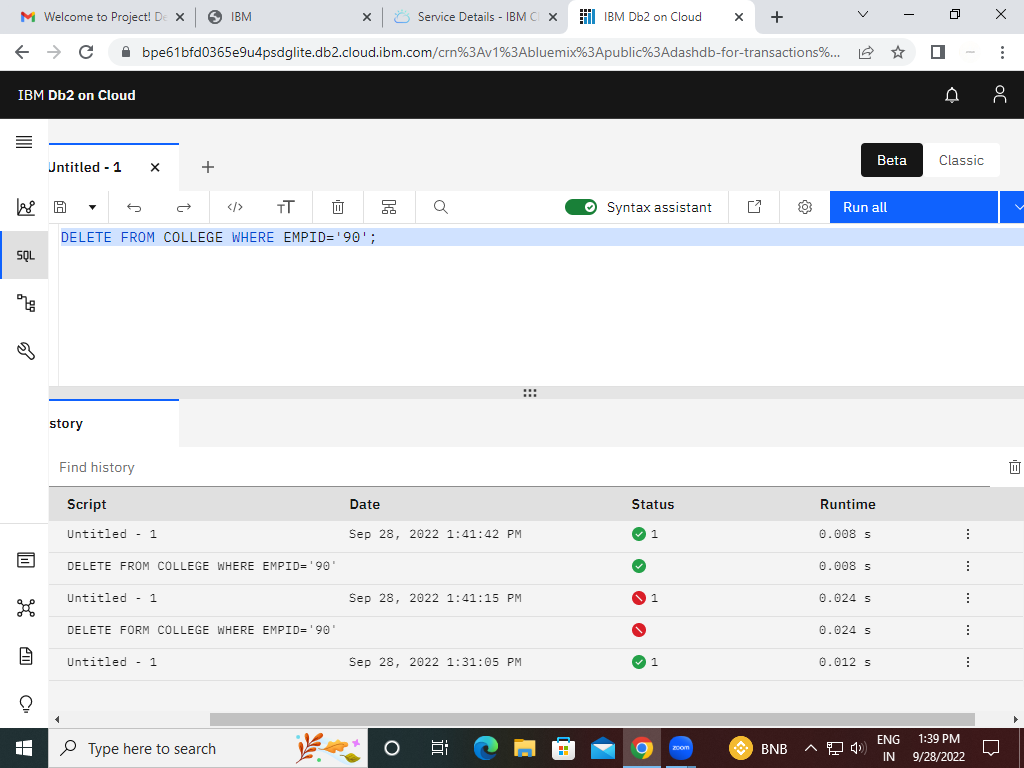 Welcome to Project! De
IBM
Service Details - IBM Cl
IBM Db2 on Cloud
bpe61bfd0365e9u4psdglite.db2.cloud.ibm.com/crn%3Av1%3Abluemix%3Apublic%3Adashdb-for-transactions%...
IBM Db2 on Cloud
Untitled - 1
Beta
Classic
</>
TT
Syntax assistant
Run all
DELETE FROM COLLEGE WHERE EMPID='90';
SQL
story
Find history
Script Date Status Runtime
Untitled - 1 Sep 28, 2022 1:41:42 PM 1 0.008 s
DELETE FROM COLLEGE WHERE EMPID='90' 0.008 s
Untitled - 1 Sep 28, 2022 1:41:15 PM 1 0.024 s
DELETE FORM COLLEGE WHERE EMPID='90' 0.024 s
Untitled - 1 Sep 28, 2022 1:31:05 PM 1 0.012 s
Type here to search
zoom
BNB
ENG
IN
1:39 PM
9/28/2022